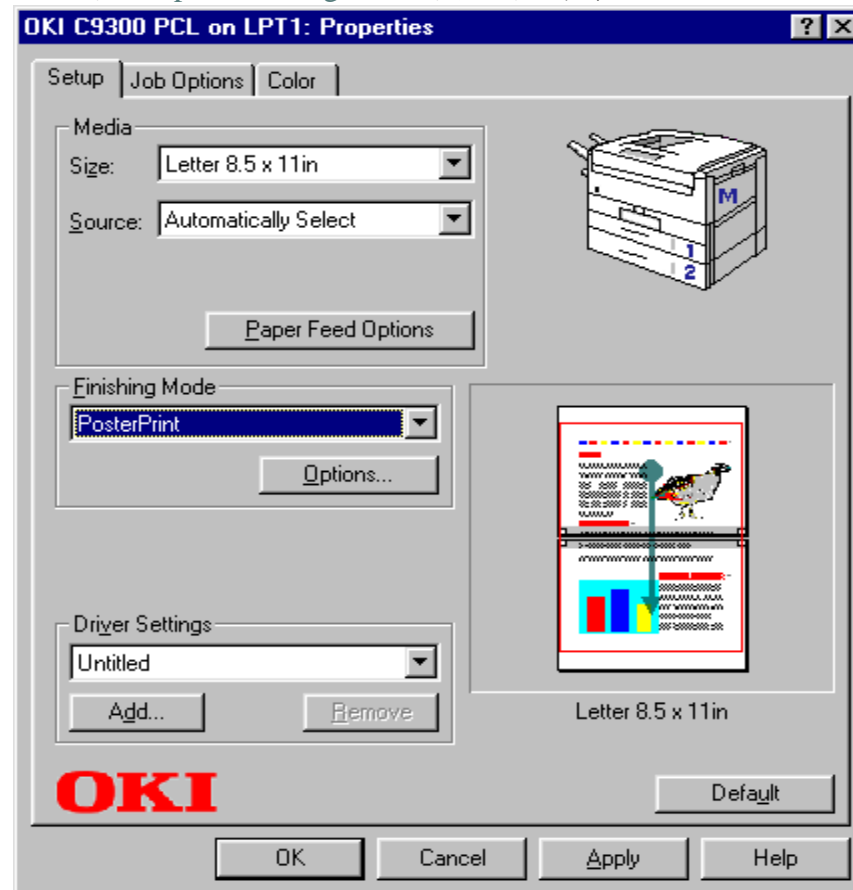 OKI C9300 PCL on LPT1: Properties
Setup
Job Options
Color
Media
Size:
Letter 8.5 x 11in
Source:
Automatically Select
Paper Feed Options
M
1
2
Finishing Mode
PosterPrint
Options...
Driver Settings
Untitled
Add...
Remove
Letter 8.5 x 11in
OKI
Default
OK
Cancel
Apply
Help